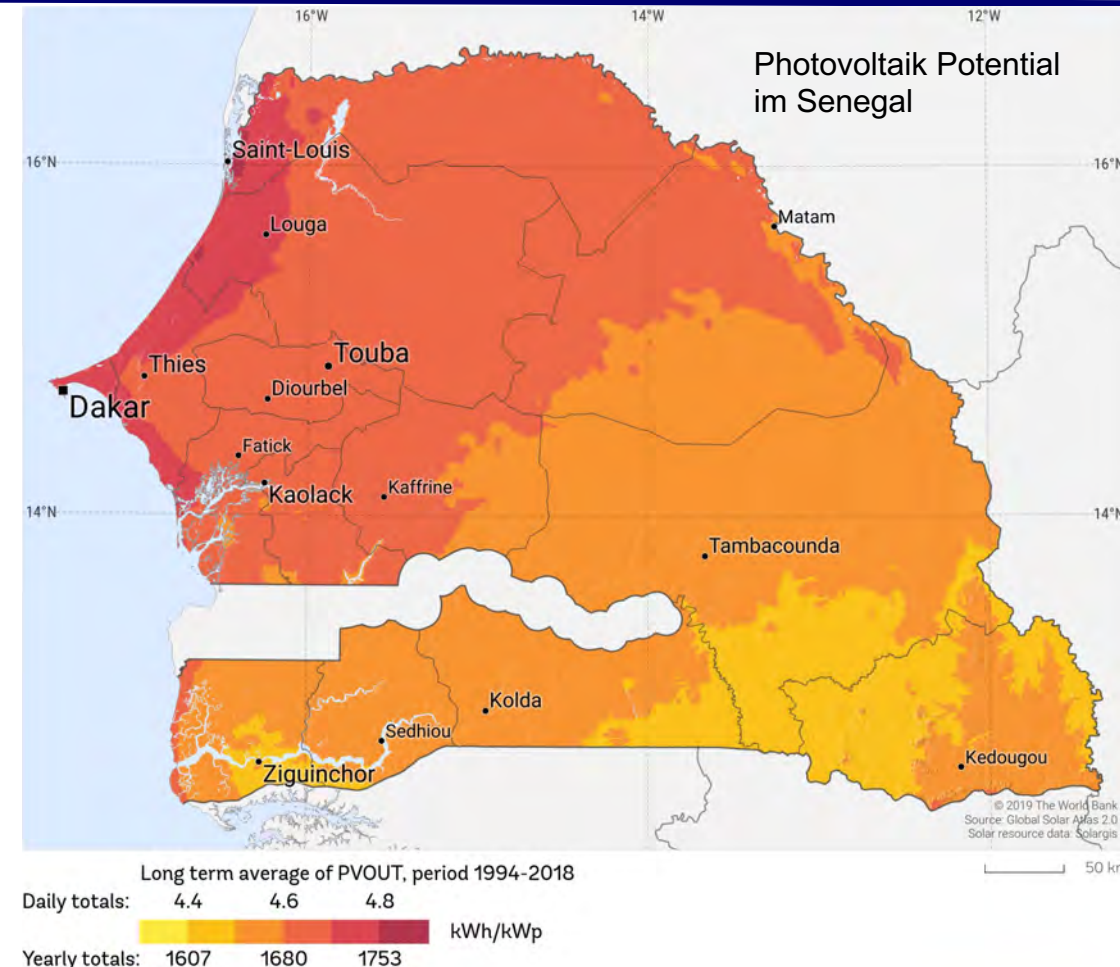 16°W 14°W 12°W
Photovoltaik Potential
im Senegal
Saint-Louis
16°N 16°N
Louga
Matam
Thies
Touba
Diourbel
Dakar
Fatick
Kaolack
Kaffrine
14°N 14°N
Tambacounda
Kolda
Sedhiou
Ziguinchor
Kedougou
© 2019 The World Bank
Source: Global Solar Atlas 2.0
Solar resource data: Solargis
50 km
Long term average of PVOUT, period 1994-2018
Daily totals: 4.4 4.6 4.8
kWh/kWp
Yearly totals: 1607 1680 1753